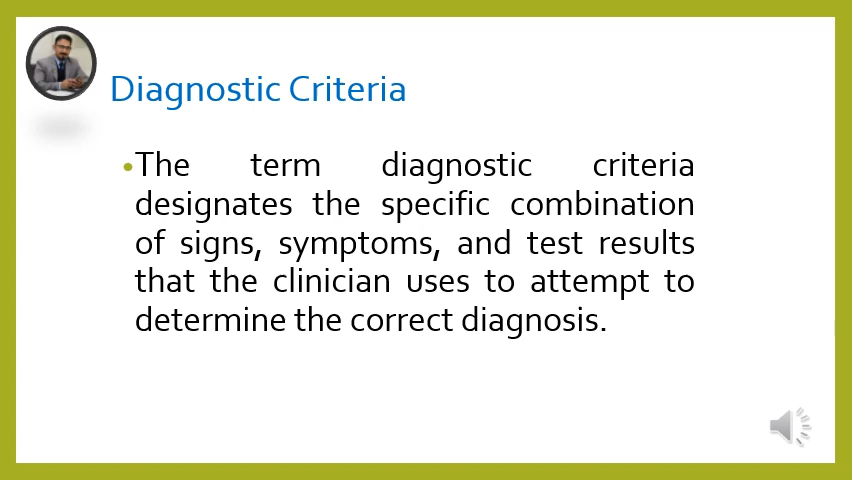 Diagnostic Criteria
•The term diagnostic criteria
designates the specific combination
of signs, symptoms, and test results
that the clinician uses to attempt to
determine the correct diagnosis.